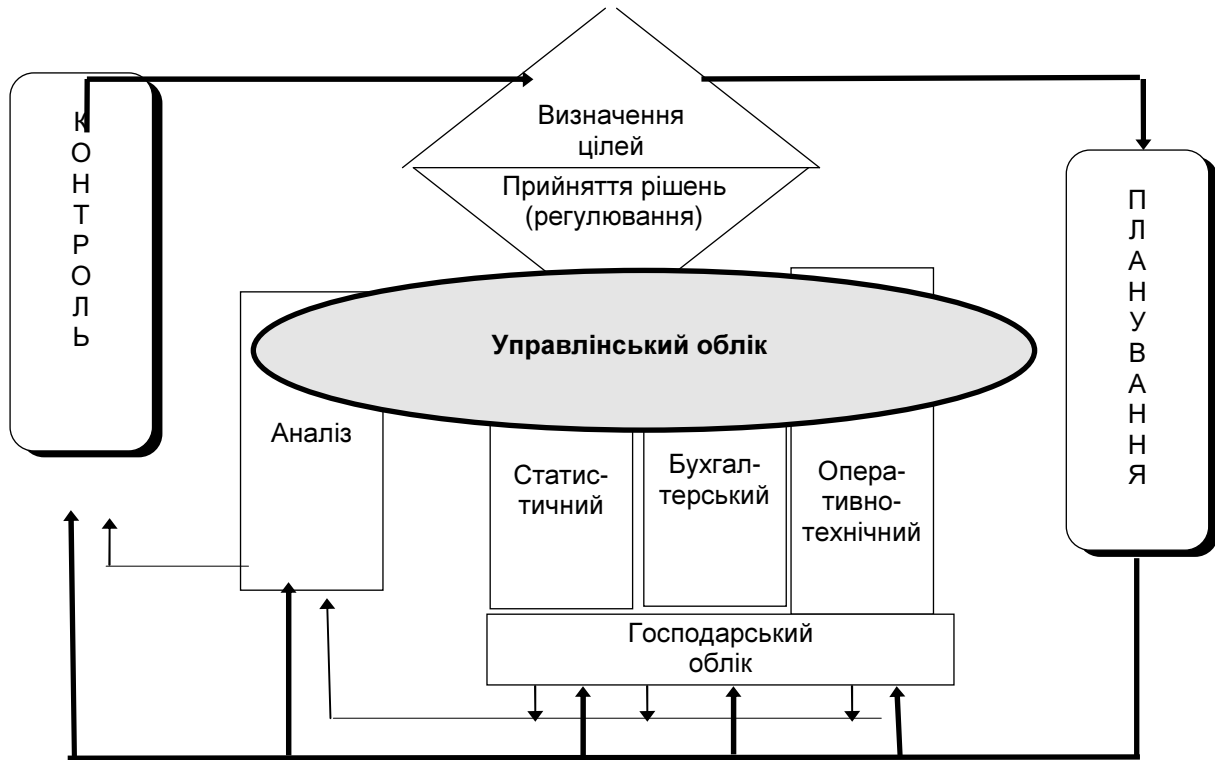 К
О
Н
Т
Р
О
Л
Ь
Визначення
цілей
Прийняття рішень
(регулювання)
П
Л
А
Н
У
В
А
Н
Н
Я
Управлінський облік
Аналіз
Статис-
тичний
Бухгал-
терський
Опера-
тивно-
технічний
Господарський
облік